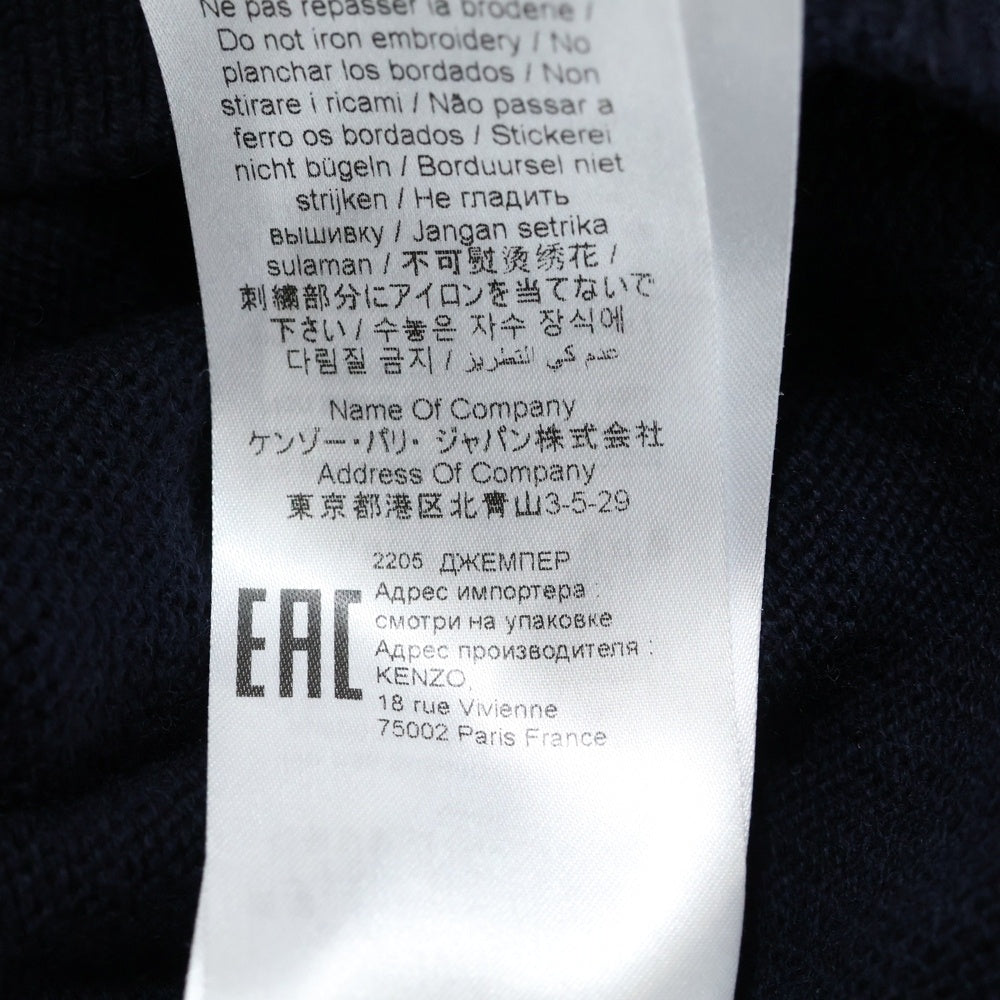 Ne pas repasser la broderie /
Do not iron embroidery / No
planchar los bordados / Non
stirare i ricami / Não passar a
ferro os bordados / Stickerei
nicht bügeln / Borduursel niet
strijken / Не гладить
вышивку / Jangan setrika
sulaman / 不可熨烫绣花 /
刺繍部分にアイロンを当てないで
下さい / 수놓은 자수 장식에
다림질 금지 / عدم كي التطريز
Name Of Company
ケンゾー・パリ・ジャパン株式会社
Address Of Company
東京都港区北青山3-5-29
2205 ДЖЕМПЕР
Адрес импортера :
смотри на упаковке
Адрес производителя :
KENZO,
18 rue Vivienne
75002 Paris France
EAC